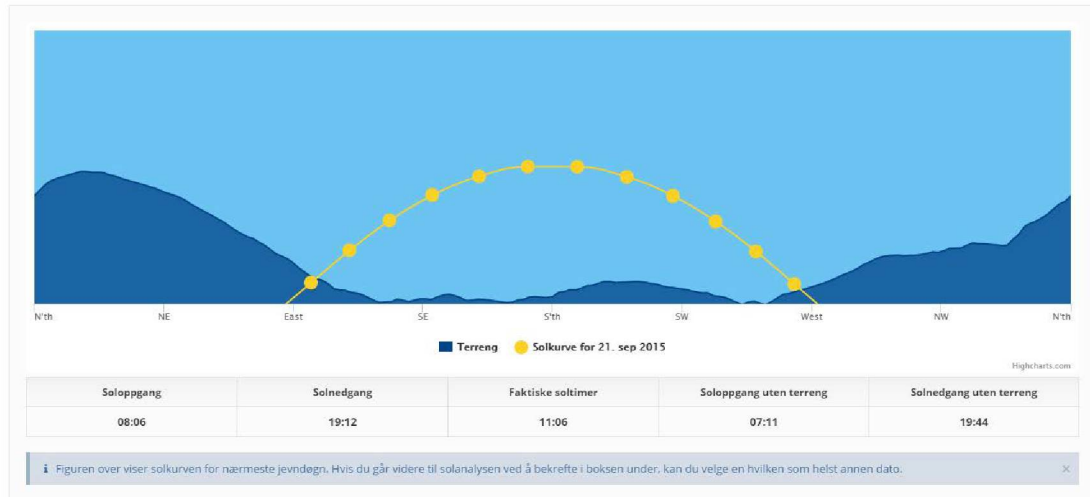 N'th NE East SE S'th SW West NW N'th
Terreng Solkurve for 21. sep 2015
Highcharts.com
Soloppgang Solnedgang Faktiske soltimer Soloppgang uten terreng Solnedgang uten terreng
08:06 19:12 11:06 07:11 19:44
i Figuren over viser solkurven for nærmeste jevndøgn. Hvis du går videre til solanalysen ved å bekrefte i boksen under, kan du velge en hvilken som helst annen dato. ×